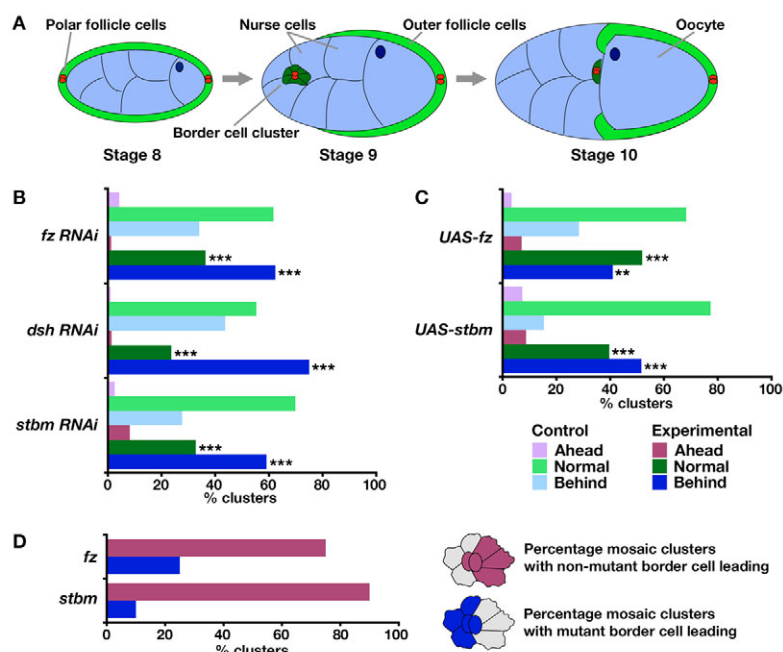 A
Polar follicle cells
Nurse cells
Outer follicle cells
Oocyte
Border cell cluster
Stage 8
Stage 9
Stage 10
B
fz RNAi
***
***
dsh RNAi
***
***
stbm RNAi
***
***
0 20 40 60 80 100
% clusters
C
UAS-fz
***
**
UAS-stbm
***
***
0 20 40 60 80 100
% clusters
Control Experimental
Ahead Ahead
Normal Normal
Behind Behind
D
fz
stbm
0 20 40 60 80 100
% clusters
Percentage mosaic clusters
with non-mutant border cell leading
Percentage mosaic clusters
with mutant border cell leading